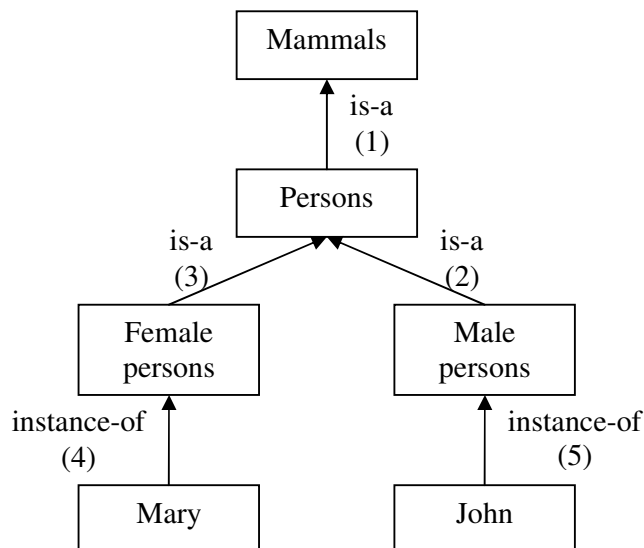 Mammals
is-a
(1)
Persons
is-a
(3)
is-a
(2)
Female
persons
Male
persons
instance-of
(4)
instance-of
(5)
Mary
John